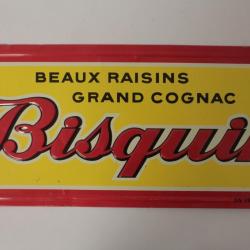 BEAUX RAISINS
GRAND COGNAC
Bisqui